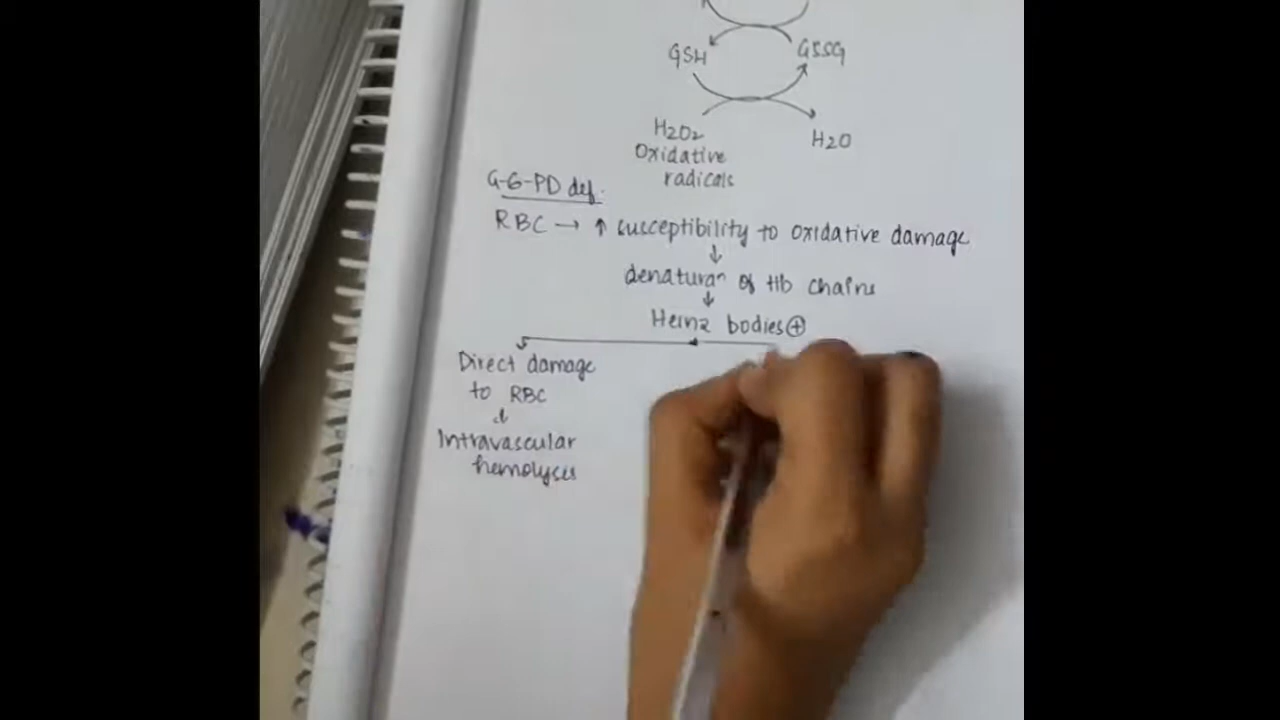 GSH GSSG
H2O2 H2O
Oxidative
radicals
G-6-PD def.
RBC → ↑ susceptibility to oxidative damage
↓
denaturan of Hb chains
↓
Heinz bodies ⊕
Direct damage
to RBC
↓
Intravascular
hemolysis